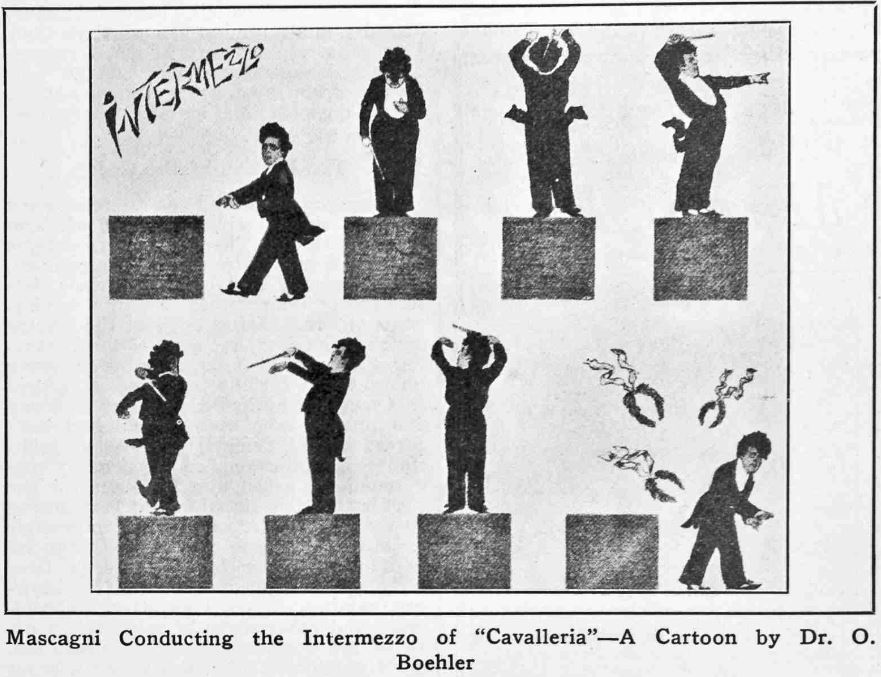 INTERMEZZO
Mascagni Conducting the Intermezzo of "Cavalleria"—A Cartoon by Dr. O.
Boehler